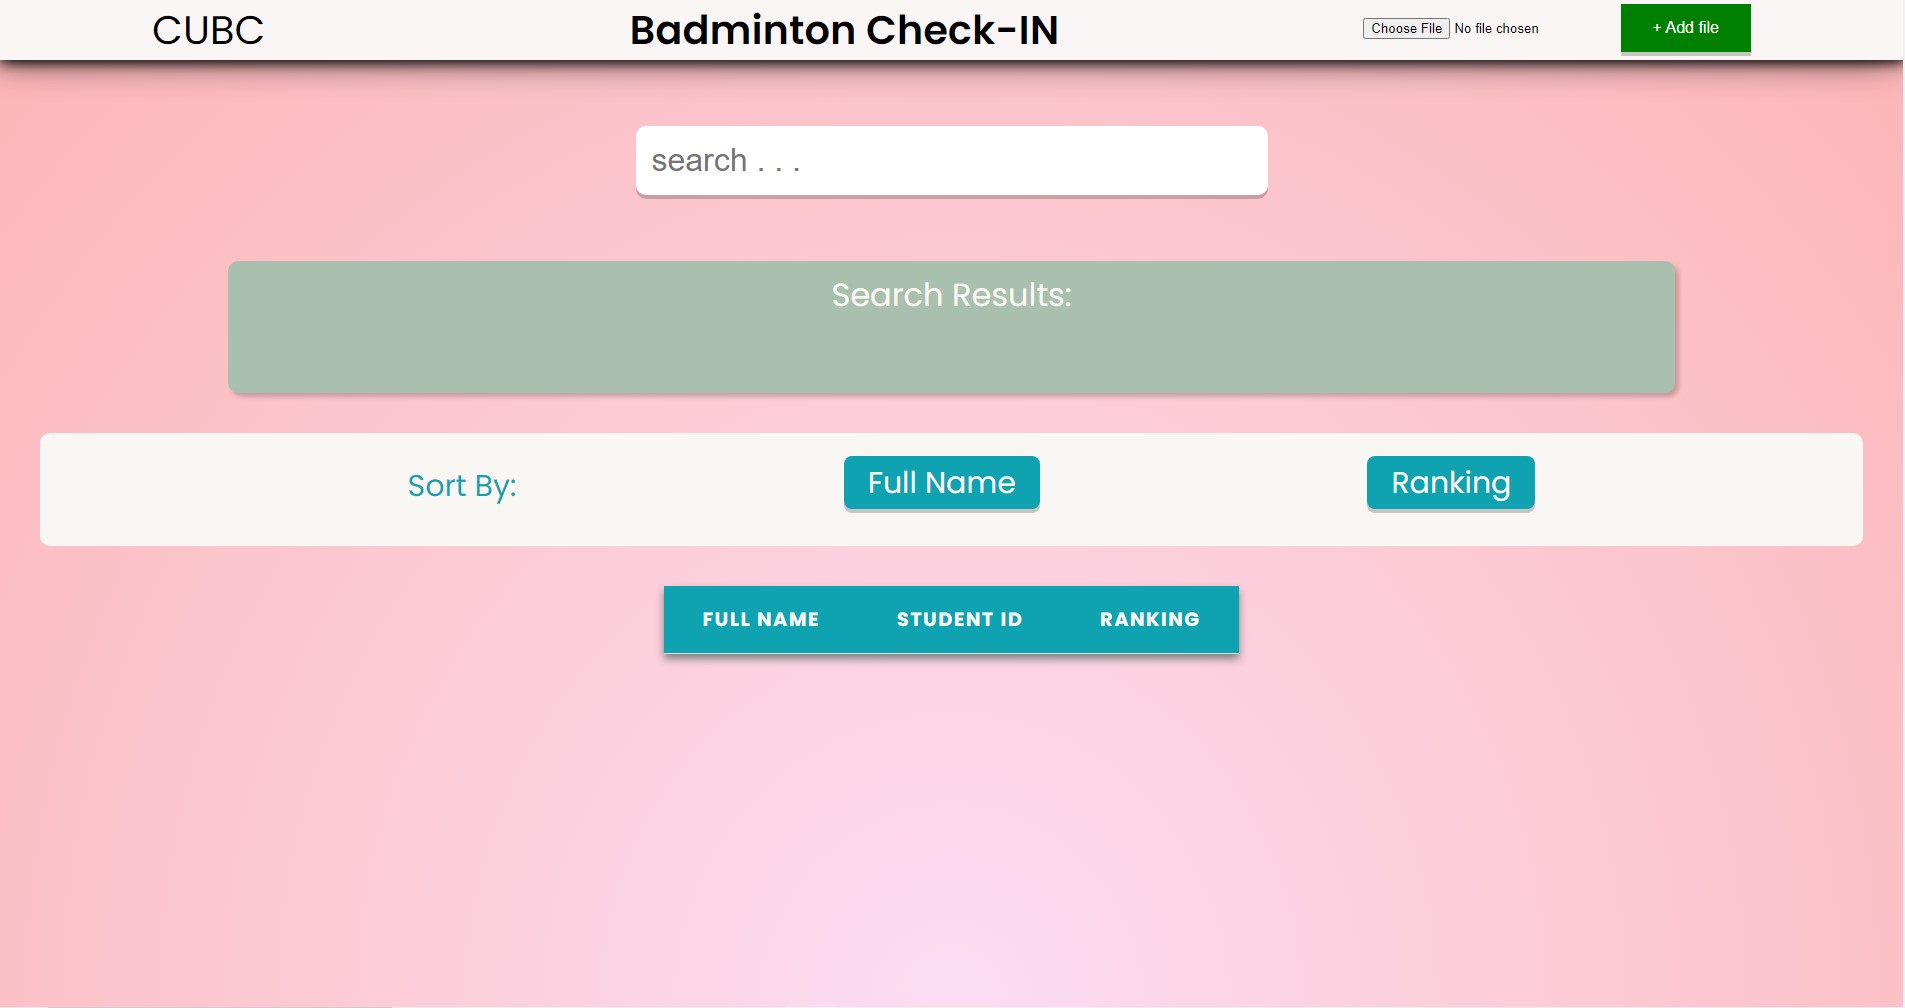 CUBC
Badminton Check-IN
Choose File No file chosen
+ Add file
search . . .
Search Results:
Sort By:
Full Name
Ranking
FULL NAME STUDENT ID RANKING